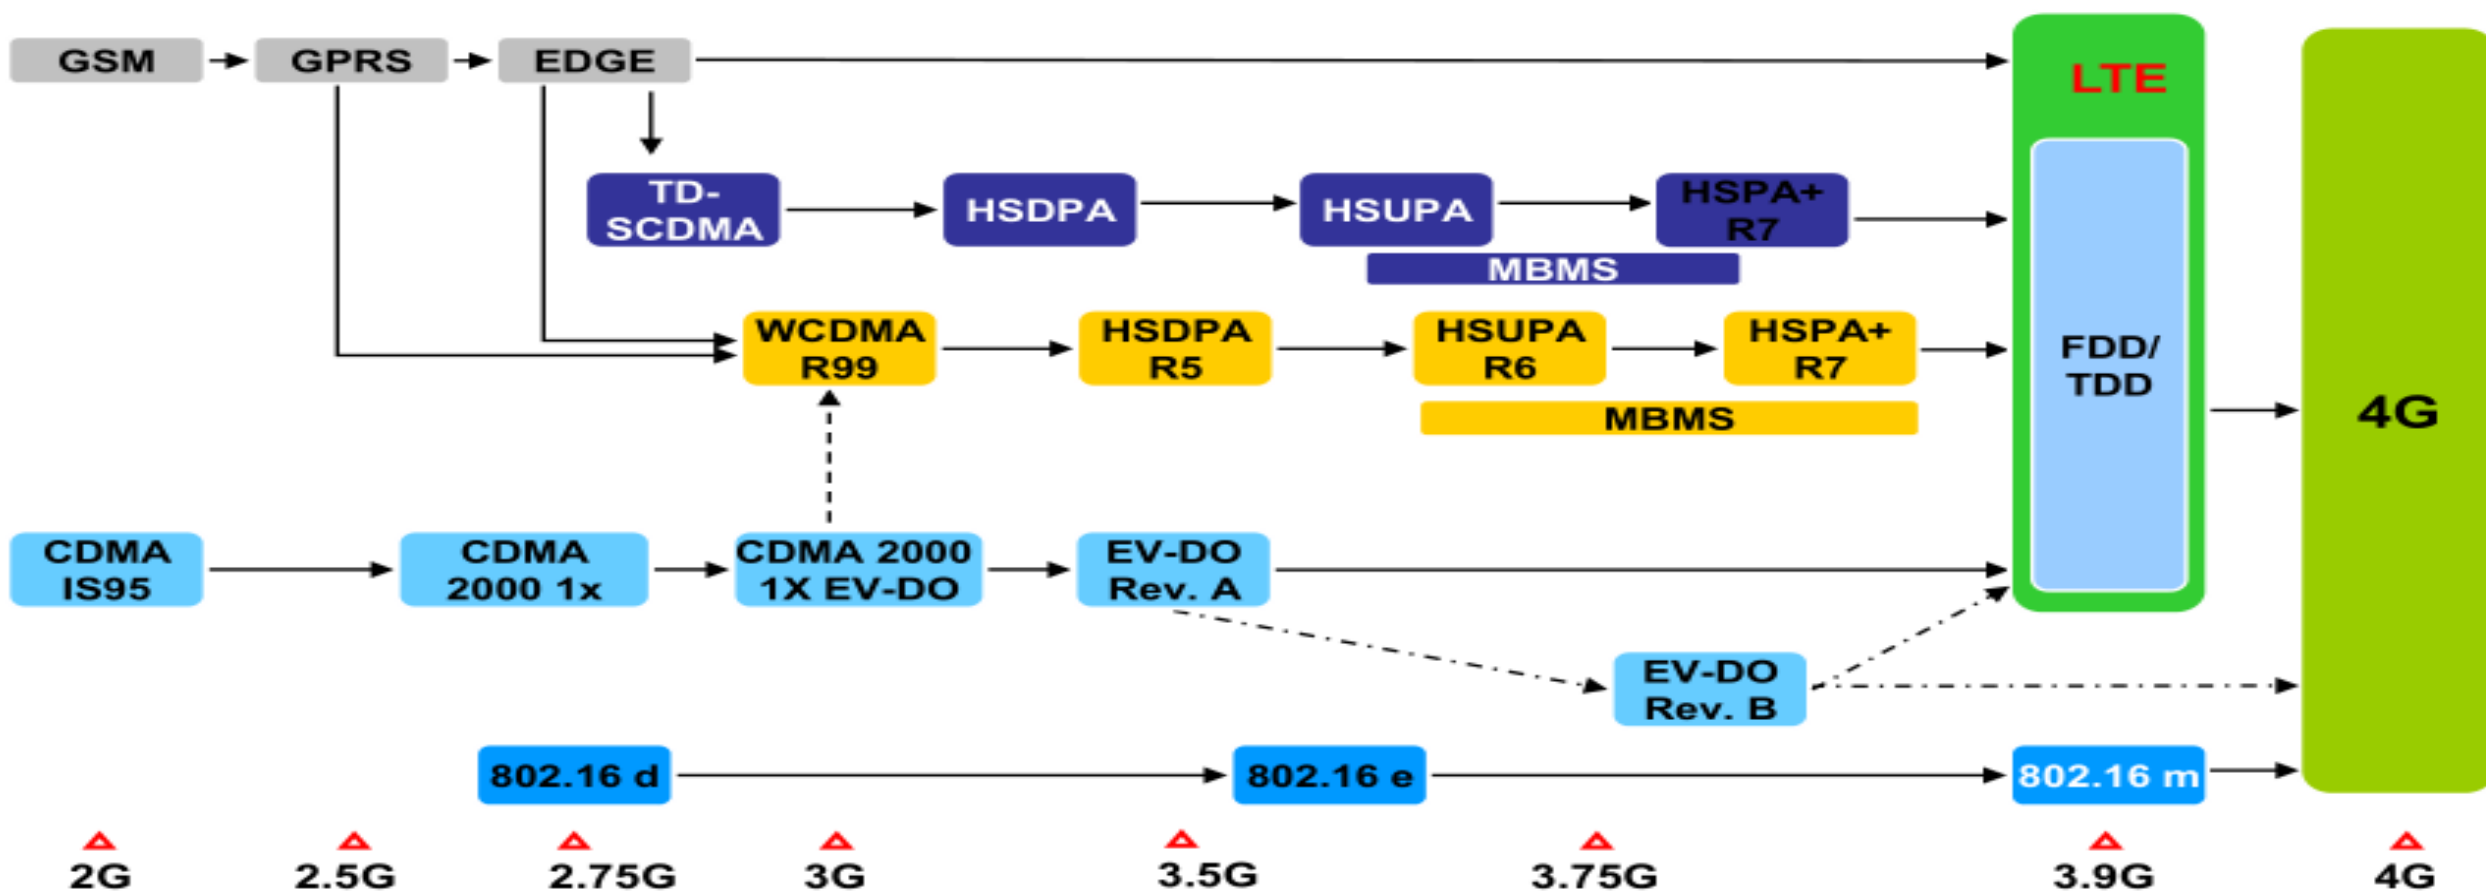 GSM
GPRS
EDGE
LTE
TD-
SCDMA
HSDPA
HSUPA
HSPA+
R7
MBMS
WCDMA
R99
HSDPA
R5
HSUPA
R6
HSPA+
R7
MBMS
FDD/
TDD
4G
CDMA
IS95
CDMA
2000 1x
CDMA 2000
1X EV-DO
EV-DO
Rev. A
EV-DO
Rev. B
802.16 d
802.16 e
802.16 m
2G
2.5G
2.75G
3G
3.5G
3.75G
3.9G
4G